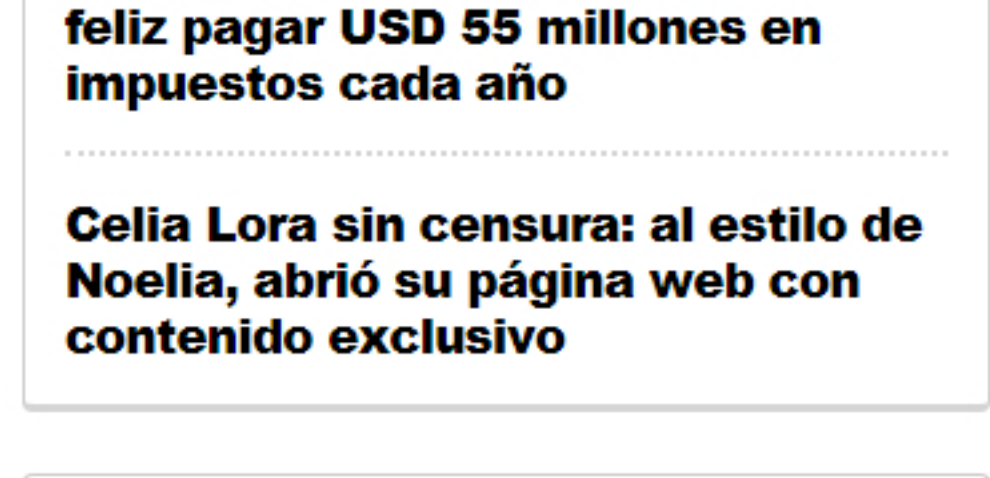 feliz pagar USD 55 millones en
impuestos cada año
Celia Lora sin censura: al estilo de
Noelia, abrió su página web con
contenido exclusivo